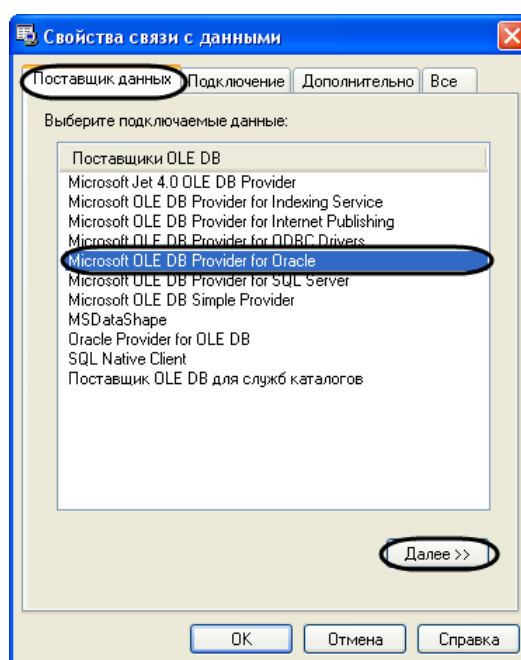 Свойства связи с данными
Поставщик данных Подключение Дополнительно Все
Выберите подключаемые данные:
Поставщики OLE DB
Microsoft Jet 4.0 OLE DB Provider
Microsoft OLE DB Provider for Indexing Service
Microsoft OLE DB Provider for Internet Publishing
Microsoft OLE DB Provider for ODBC Drivers
Microsoft OLE DB Provider for Oracle
Microsoft OLE DB Provider for SQL Server
Microsoft OLE DB Simple Provider
MSDataShape
Oracle Provider for OLE DB
SQL Native Client
Поставщик OLE DB для служб каталогов
Далее >>
OK Отмена Справка